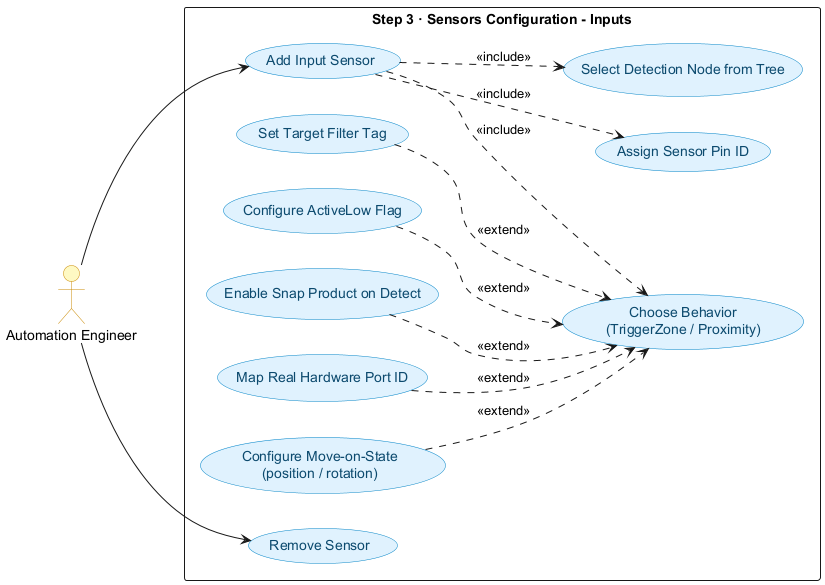 Step 3 · Sensors Configuration - Inputs
Add Input Sensor
«include»
Select Detection Node from Tree
«include»
Set Target Filter Tag
«include»
Assign Sensor Pin ID
Configure ActiveLow Flag
«extend»
Enable Snap Product on Detect
«extend»
Choose Behavior
(TriggerZone / Proximity)
Automation Engineer
«extend»
Map Real Hardware Port ID
«extend»
«extend»
Configure Move-on-State
(position / rotation)
Remove Sensor